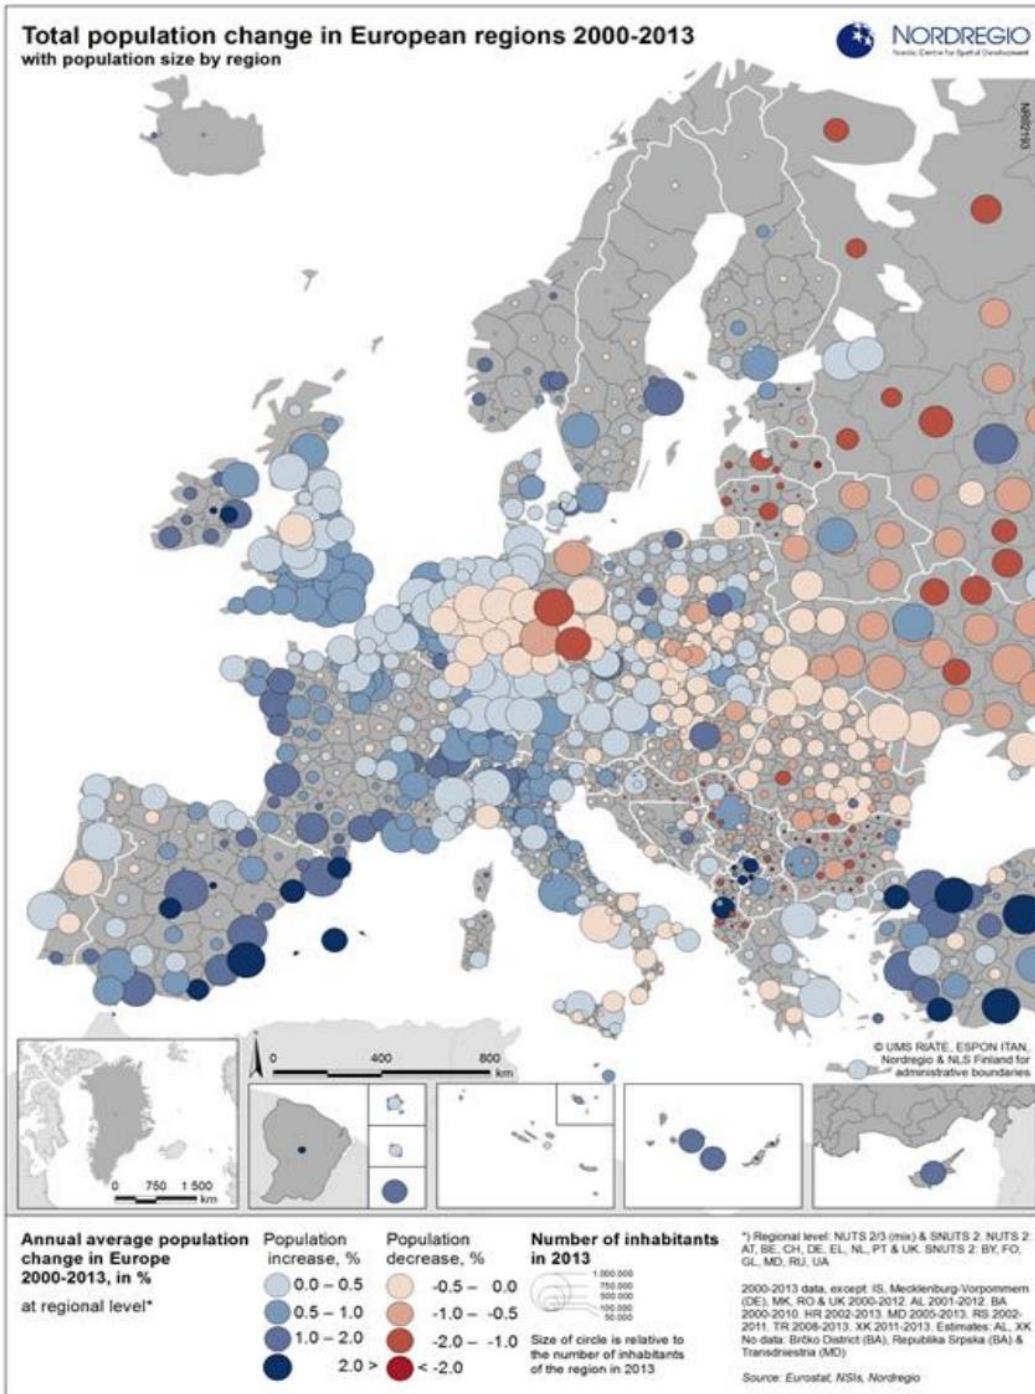 Total population change in European regions 2000-2013
with population size by region
NORDREGIO
Nordic Centre for Spatial Development
NR02193
© UMS RIATE, ESPON ITAN,
Nordregio & NLS Finland for
administrative boundaries
0 400 800
km
0 750 1 500
km
Annual average population
change in Europe
2000-2013, in %
at regional level*
Population
increase, %
0.0 – 0.5
0.5 – 1.0
1.0 – 2.0
2.0 >
Population
decrease, %
-0.5 – 0.0
-1.0 – -0.5
-2.0 – -1.0
< -2.0
Number of inhabitants
in 2013
1.000.000
750.000
500.000
100.000
50.000
Size of circle is relative to
the number of inhabitants
of the region in 2013
*) Regional level: NUTS 2/3 (mix) & SNUTS 2. NUTS 2:
AT, BE, CH, DE, EL, NL, PT & UK. SNUTS 2: BY, FO,
GL, MD, RU, UA
2000-2013 data, except IS, Mecklenburg-Vorpommern
(DE), MK, RO & UK 2000-2012. AL 2001-2012. BA
2000-2010. HR 2002-2013. MD 2005-2013. RS 2002-
2011. TR 2008-2013. XK 2011-2013. Estimates: AL, XK
No data: Brčko District (BA), Republika Srpska (BA) &
Transdniestria (MD)
Source: Eurostat, NSIs, Nordregio